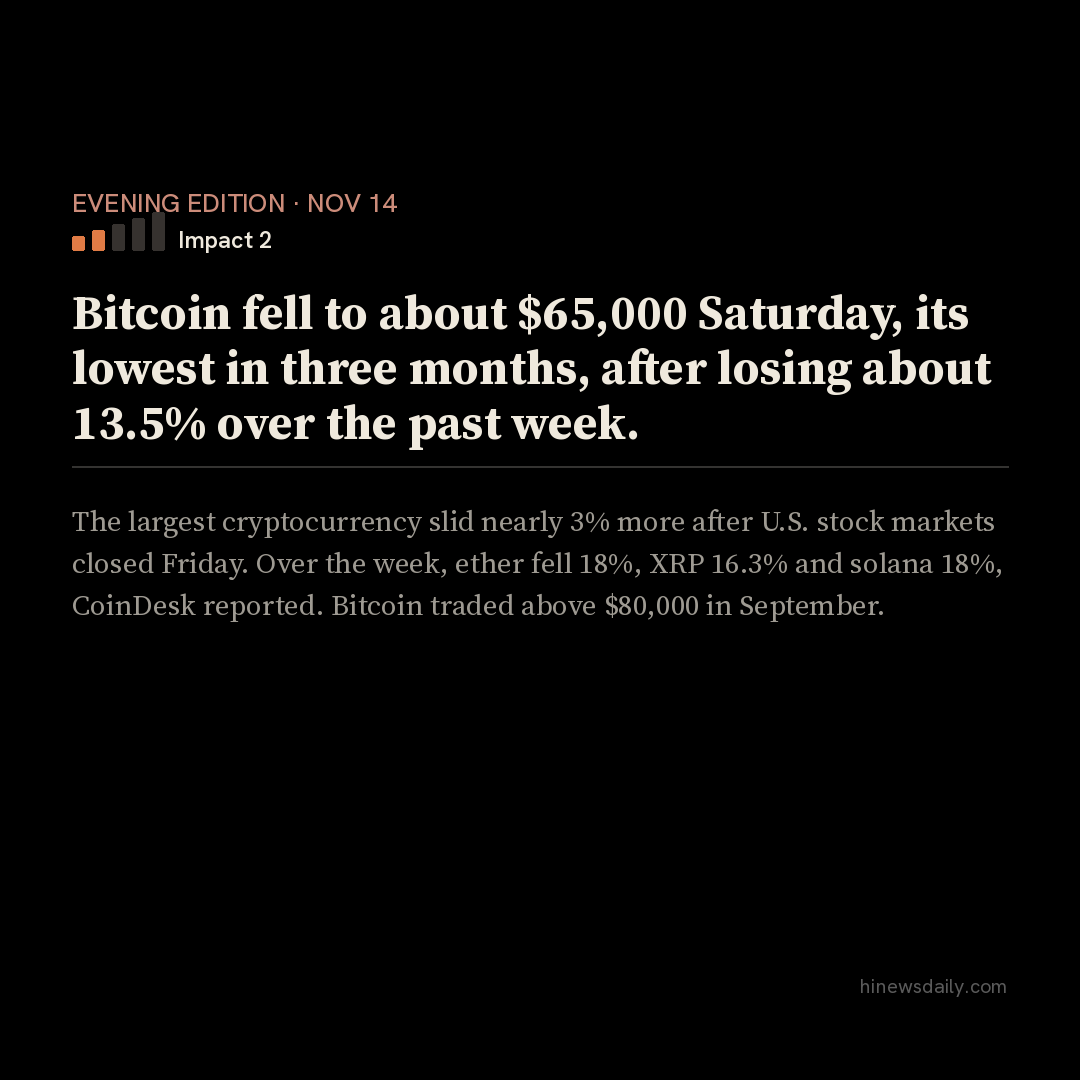 EVENING EDITION · NOV 14
Impact 2
Bitcoin fell to about $65,000 Saturday, its
lowest in three months, after losing about
13.5% over the past week.
The largest cryptocurrency slid nearly 3% more after U.S. stock markets
closed Friday. Over the week, ether fell 18%, XRP 16.3% and solana 18%,
CoinDesk reported. Bitcoin traded above $80,000 in September.
hinewsdaily.com